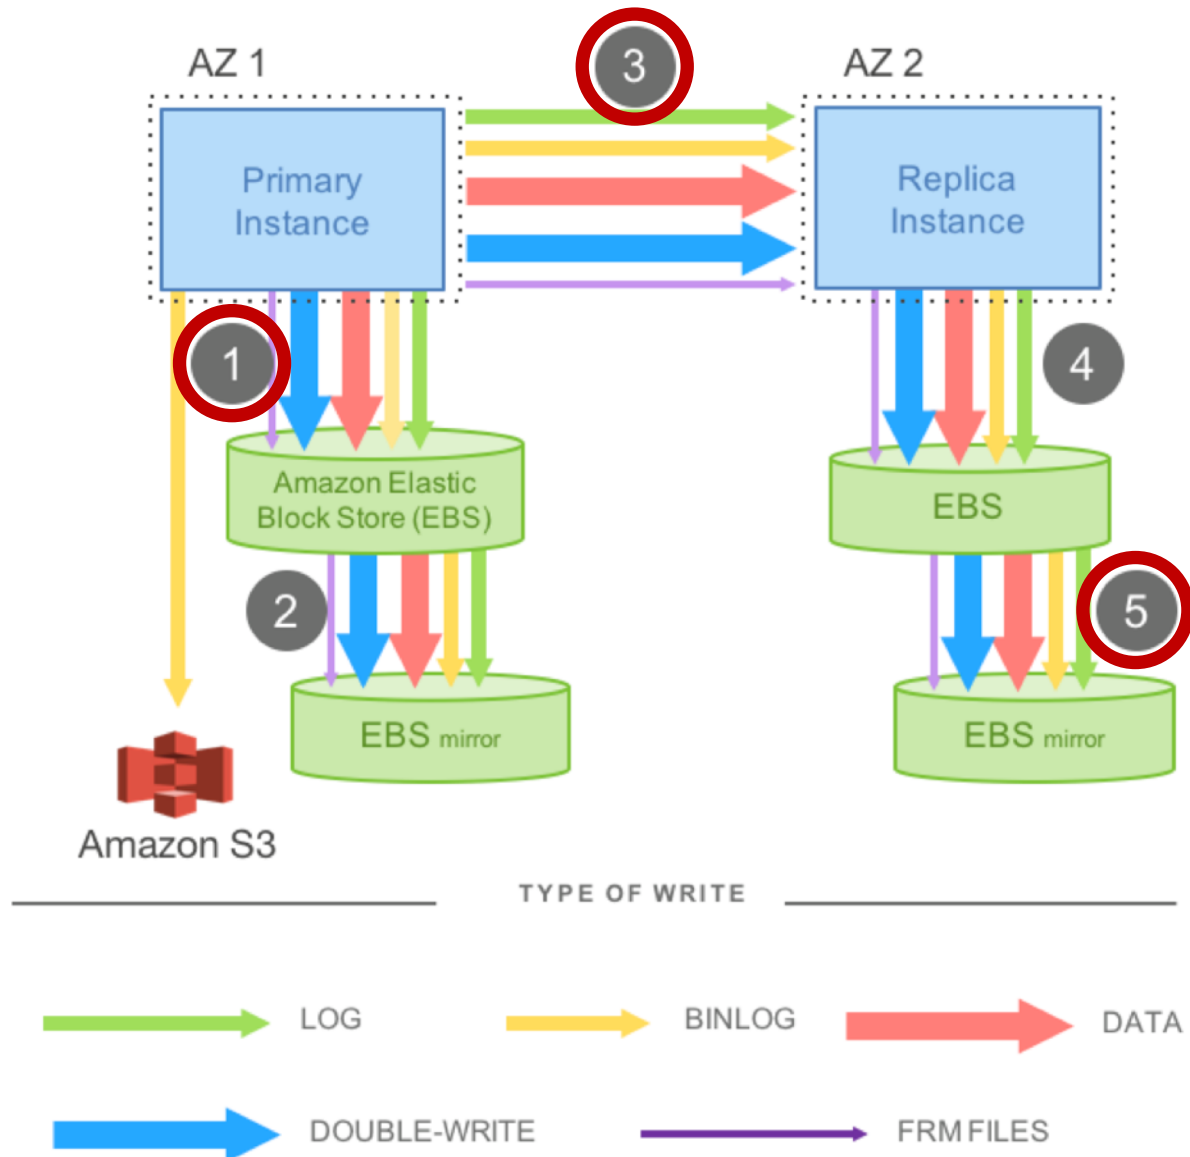 AZ 1
3
AZ 2
Primary
Instance
Replica
Instance
1
4
Amazon Elastic
Block Store (EBS)
EBS
2
5
EBS mirror
EBS mirror
Amazon S3
TYPE OF WRITE
LOG
BINLOG
DATA
DOUBLE-WRITE
FRM FILES